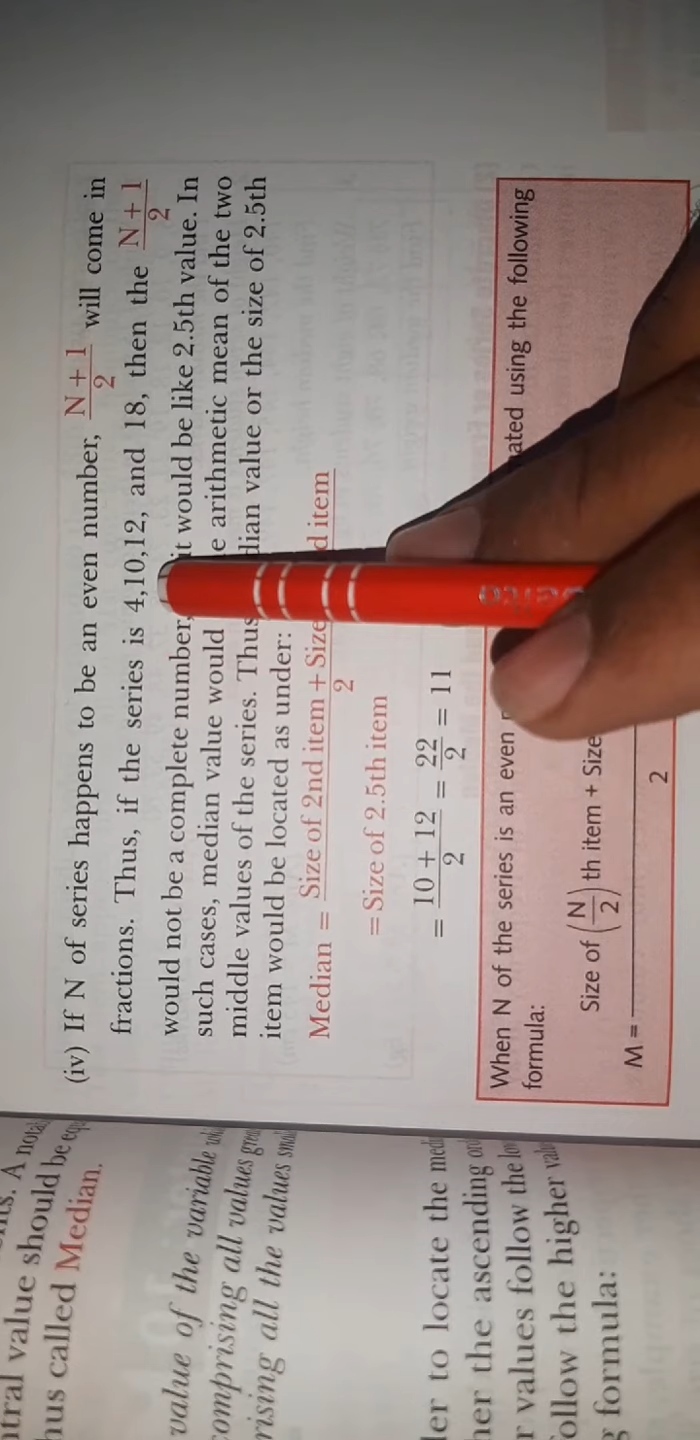 ntral value should be
hus called Median.
value of the variable
comprising all values
rising all the values
ler to locate the
her the ascending
r values follow the
ollow the higher
g formula:
(iv) If N of series happens to be an even number, N + 1 / 2 will come in
fractions. Thus, if the series is 4,10,12, and 18, then the N + 1 / 2
would not be a complete number, it would be like 2.5th value. In
such cases, median value would e arithmetic mean of the two
middle values of the series. Thus dian value or the size of 2.5th
item would be located as under:
Median = Size of 2nd item + Size d item / 2
= Size of 2.5th item
= 10 + 12 / 2 = 22 / 2 = 11
When N of the series is an even ated using the following
formula:
M = Size of (N / 2) th item + Size / 2